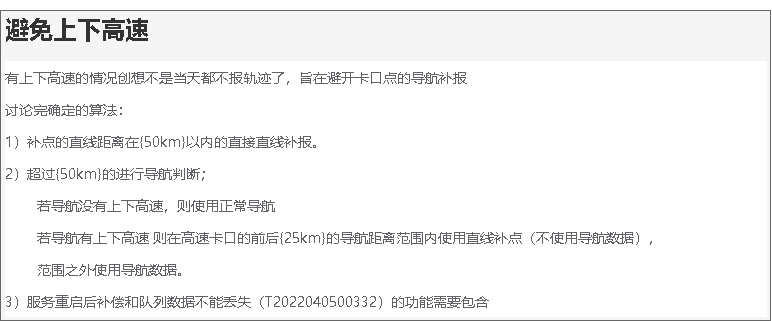 避免上下高速
有上下高速的情况创想不是当天都不报轨迹了，旨在避开卡口点的导航补报
讨论完确定的算法：
1）补点的直线距离在{50km}以内的直接直线补报。
2）超过{50km}的进行导航判断；
若导航没有上下高速，则使用正常导航
若导航有上下高速 则在高速卡口的前后{25km}的导航距离范围内使用直线补点（不使用导航数据），
范围之外使用导航数据。
3）服务重启后补偿和队列数据不能丢失（T2022040500332）的功能需要包含